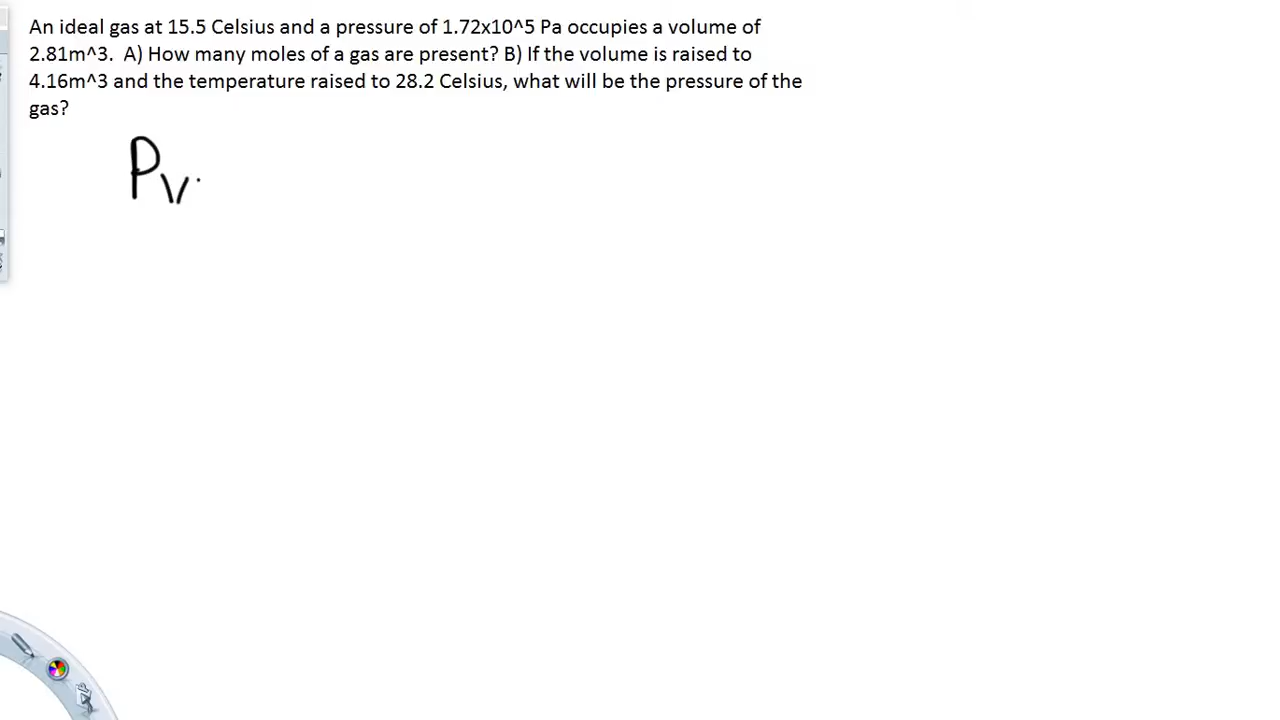 An ideal gas at 15.5 Celsius and a pressure of 1.72x10^5 Pa occupies a volume of
2.81m^3.  A) How many moles of a gas are present? B) If the volume is raised to
4.16m^3 and the temperature raised to 28.2 Celsius, what will be the pressure of the
gas?
PV